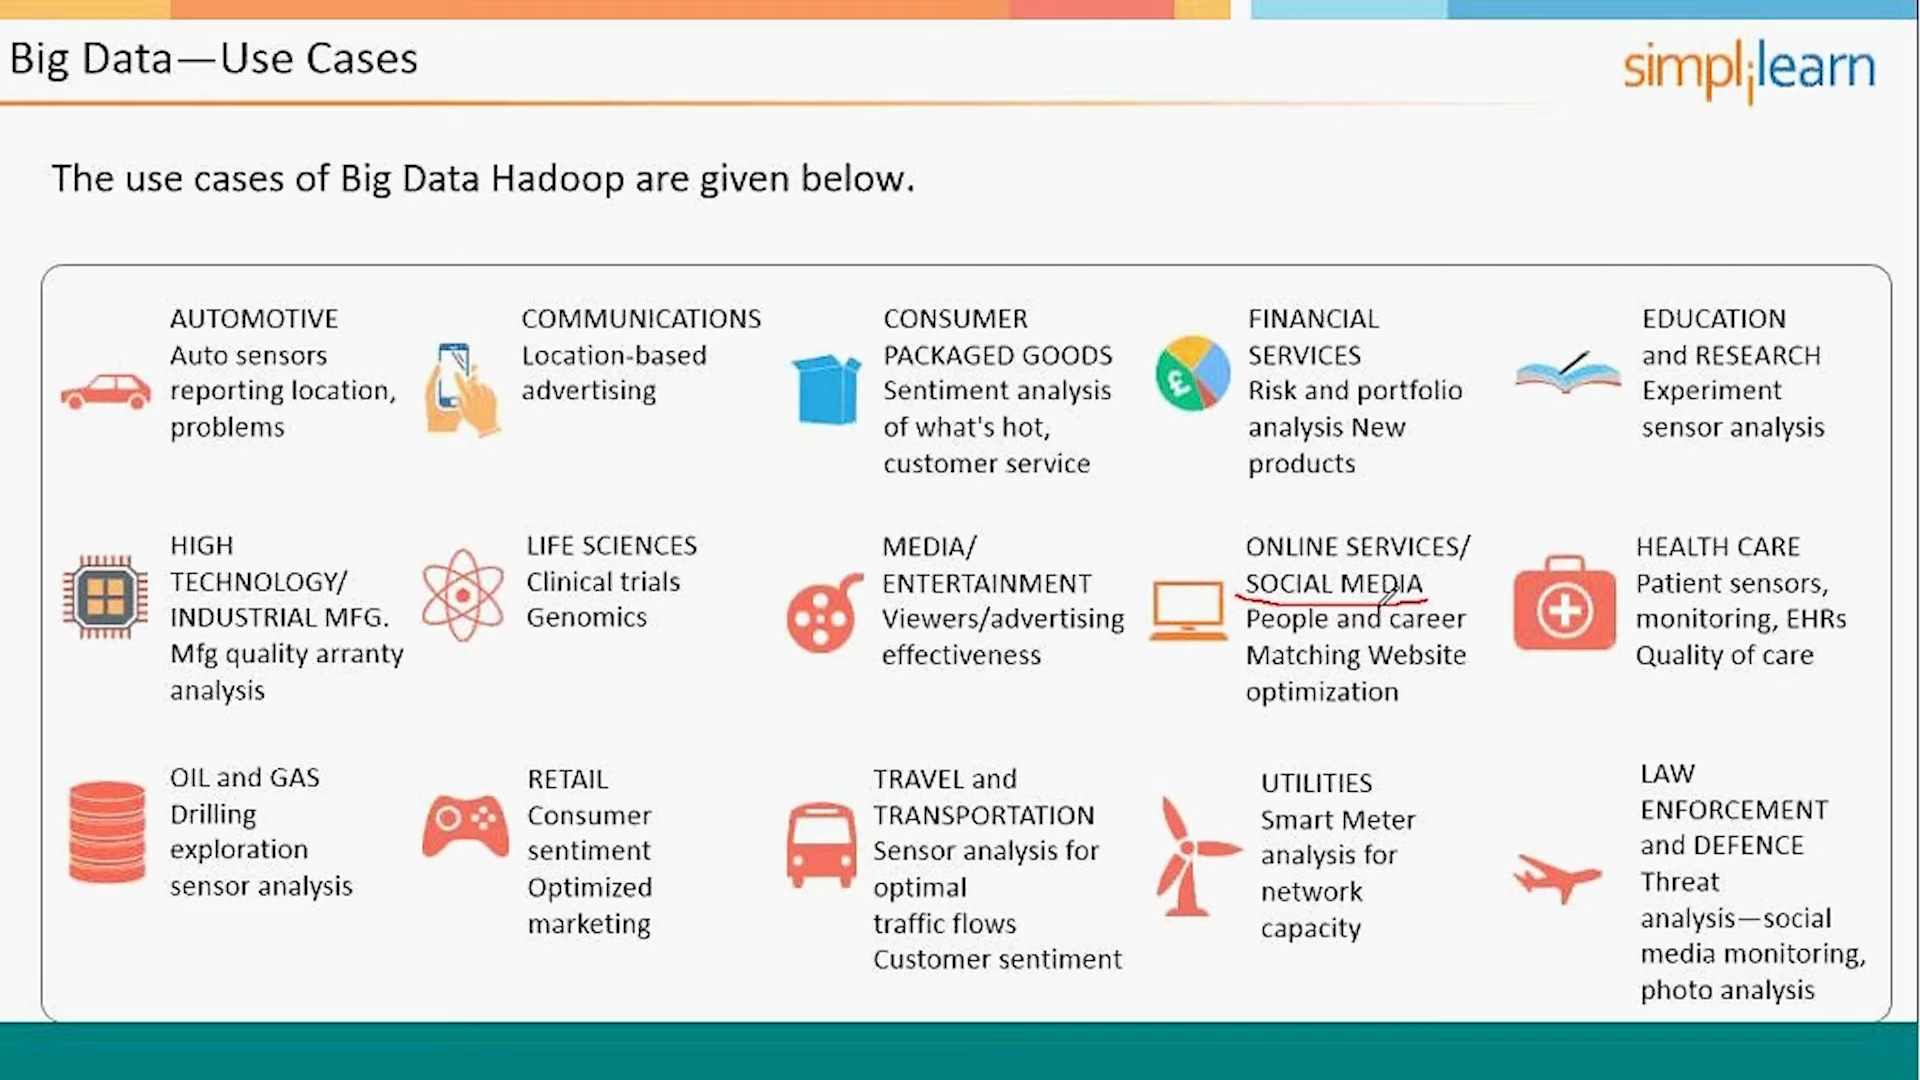 Big Data—Use Cases
simplilearn
The use cases of Big Data Hadoop are given below.
AUTOMOTIVE
Auto sensors
reporting location,
problems
COMMUNICATIONS
Location-based
advertising
CONSUMER
PACKAGED GOODS
Sentiment analysis
of what's hot,
customer service
FINANCIAL
SERVICES
Risk and portfolio
analysis New
products
EDUCATION
and RESEARCH
Experiment
sensor analysis
HIGH
TECHNOLOGY/
INDUSTRIAL MFG.
Mfg quality arranty
analysis
LIFE SCIENCES
Clinical trials
Genomics
MEDIA/
ENTERTAINMENT
Viewers/advertising
effectiveness
ONLINE SERVICES/
SOCIAL MEDIA
People and career
Matching Website
optimization
HEALTH CARE
Patient sensors,
monitoring, EHRs
Quality of care
OIL and GAS
Drilling
exploration
sensor analysis
RETAIL
Consumer
sentiment
Optimized
marketing
TRAVEL and
TRANSPORTATION
Sensor analysis for
optimal
traffic flows
Customer sentiment
UTILITIES
Smart Meter
analysis for
network
capacity
LAW
ENFORCEMENT
and DEFENCE
Threat
analysis—social
media monitoring,
photo analysis